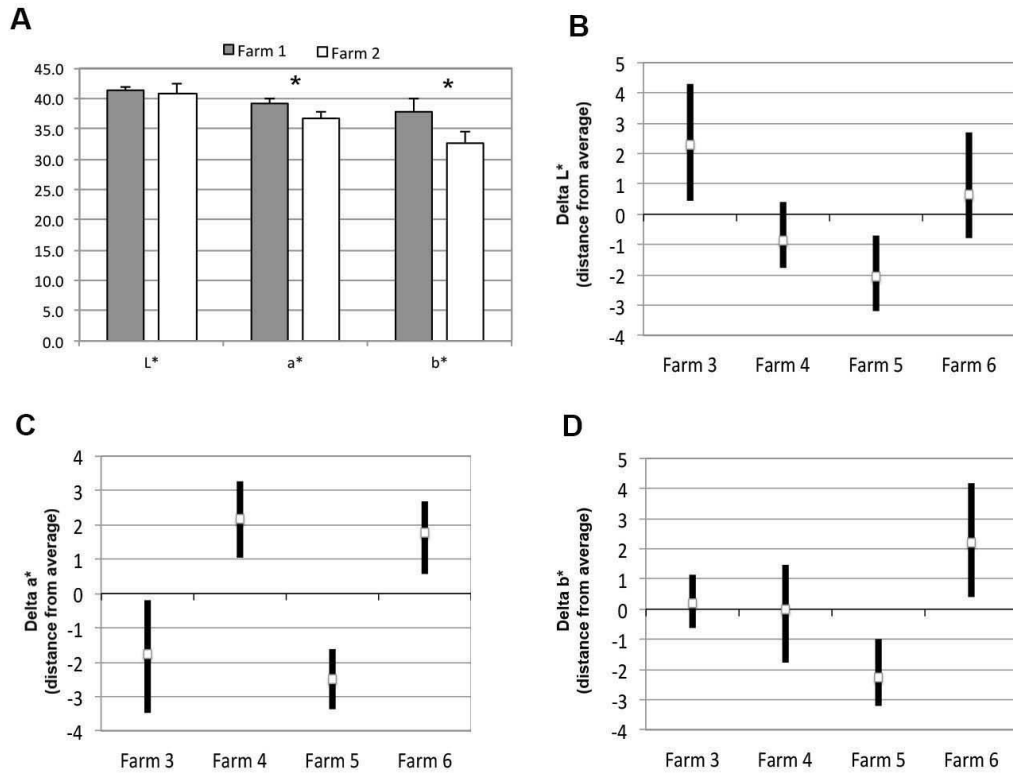 A
Farm 1 Farm 2
45.0
40.0
35.0
30.0
25.0
20.0
15.0
10.0
5.0
0.0
* *
L* a* b*
B
Delta L*
(distance from average)
5
4
3
2
1
0
-1
-2
-3
-4
Farm 3 Farm 4 Farm 5 Farm 6
C
Delta a*
(distance from average)
4
3
2
1
0
-1
-2
-3
-4
Farm 3 Farm 4 Farm 5 Farm 6
D
Delta b*
(distance from average)
5
4
3
2
1
0
-1
-2
-3
-4
Farm 3 Farm 4 Farm 5 Farm 6